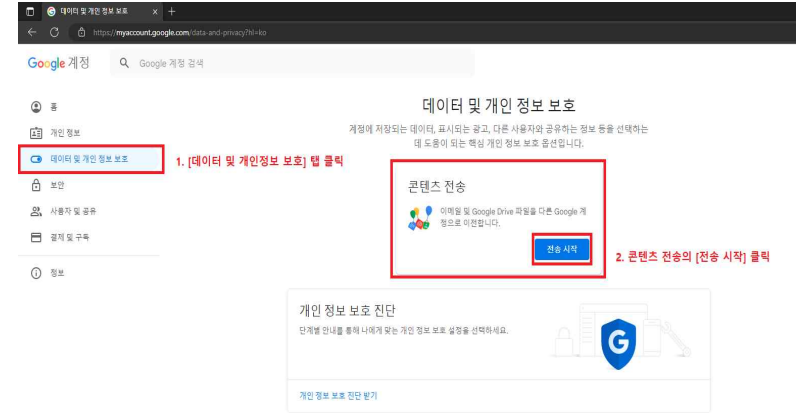 데이터 및 개인 정보 보호
https://myaccount.google.com/data-and-privacy?hl=ko
Google 계정
Google 계정 검색
홈
개인 정보
데이터 및 개인 정보 보호
보안
사용자 및 공유
결제 및 구독
정보
1. [데이터 및 개인정보 보호] 탭 클릭
데이터 및 개인 정보 보호
계정에 저장되는 데이터, 표시되는 광고, 다른 사용자와 공유하는 정보 등을 선택하는
데 도움이 되는 핵심 개인 정보 보호 옵션입니다.
콘텐츠 전송
이메일 및 Google Drive 파일을 다른 Google 계
정으로 이전합니다.
전송 시작
2. 콘텐츠 전송의 [전송 시작] 클릭
개인 정보 보호 진단
단계별 안내를 통해 나에게 맞는 개인 정보 보호 설정을 선택하세요.
G
개인 정보 보호 진단 받기